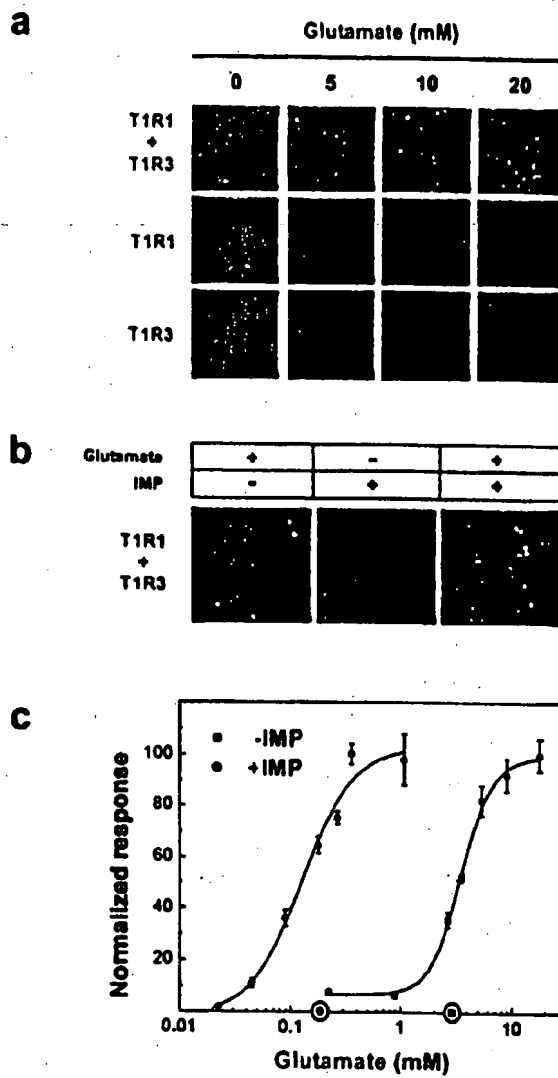 a
Glutamate (mM)
0 5 10 20
T1R1
+
T1R3
T1R1
T1R3
b
Glutamate + - +
IMP - + +
T1R1
+
T1R3
c
-IMP
+IMP
Normalized response
100
80
60
40
20
0.01 0.1 1 10
Glutamate (mM)